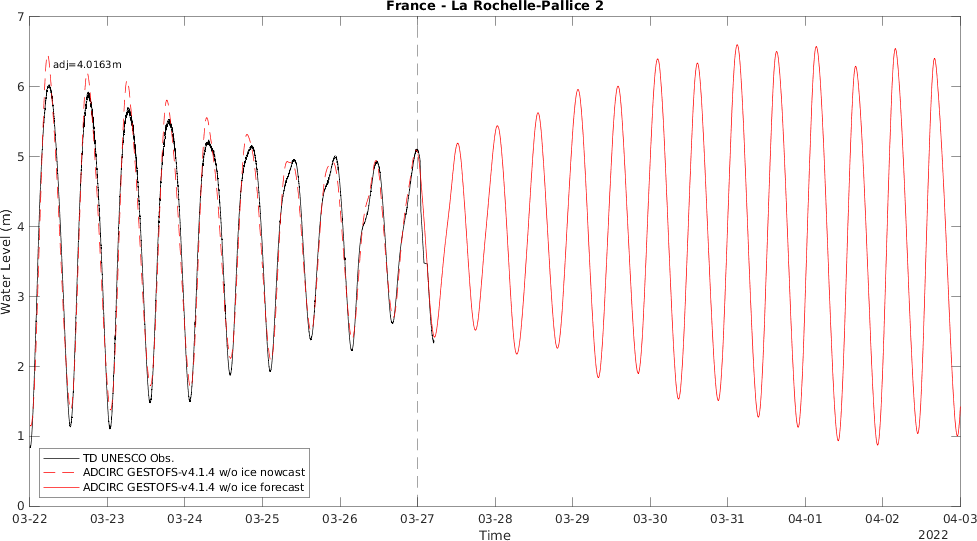 France - La Rochelle-Pallice 2
7
adj=4.0163m
6
5
4
3
2
1
0
Water Level (m)
TD UNESCO Obs.
ADCIRC GESTOFS-v4.1.4 w/o ice nowcast
ADCIRC GESTOFS-v4.1.4 w/o ice forecast
03-22 03-23 03-24 03-25 03-26 03-27 03-28 03-29 03-30 03-31 04-01 04-02 04-03
Time
2022